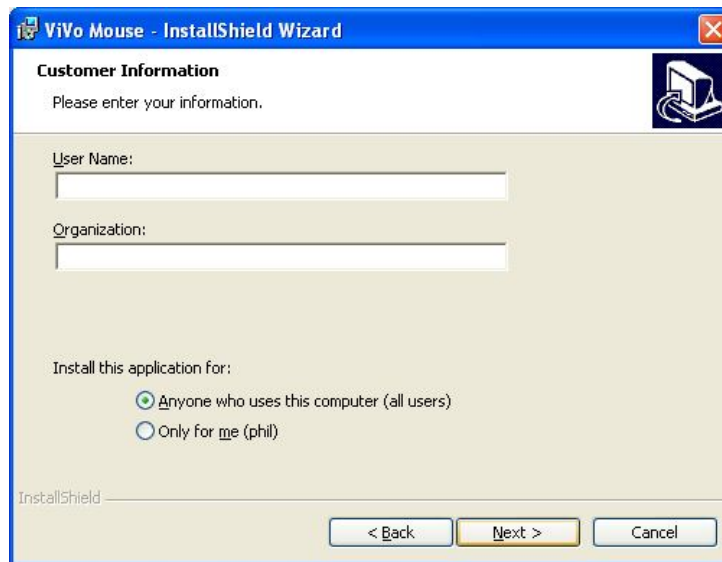 ViVo Mouse - InstallShield Wizard
Customer Information
Please enter your information.
User Name:
Organization:
Install this application for:
Anyone who uses this computer (all users)
Only for me (phil)
InstallShield
< Back
Next >
Cancel